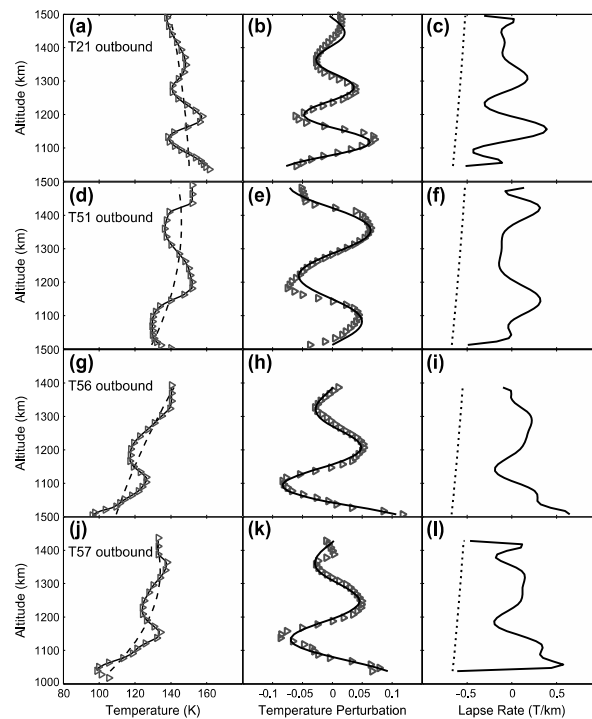 1500
(a)
(b)
(c)
T21 outbound
1400
1300
1200
1100
Altitude (km)
1500
(d)
(e)
(f)
T51 outbound
1400
1300
1200
1100
Altitude (km)
1500
(g)
(h)
(i)
T56 outbound
1400
1300
1200
1100
Altitude (km)
1500
(j)
(k)
(l)
T57 outbound
1400
1300
1200
1100
1000
Altitude (km)
80 100 120 140 160
-0.1 -0.05 0 0.05 0.1
-0.5 0 0.5 1
Temperature (K)
Temperature Perturbation
Lapse Rate (T/km)